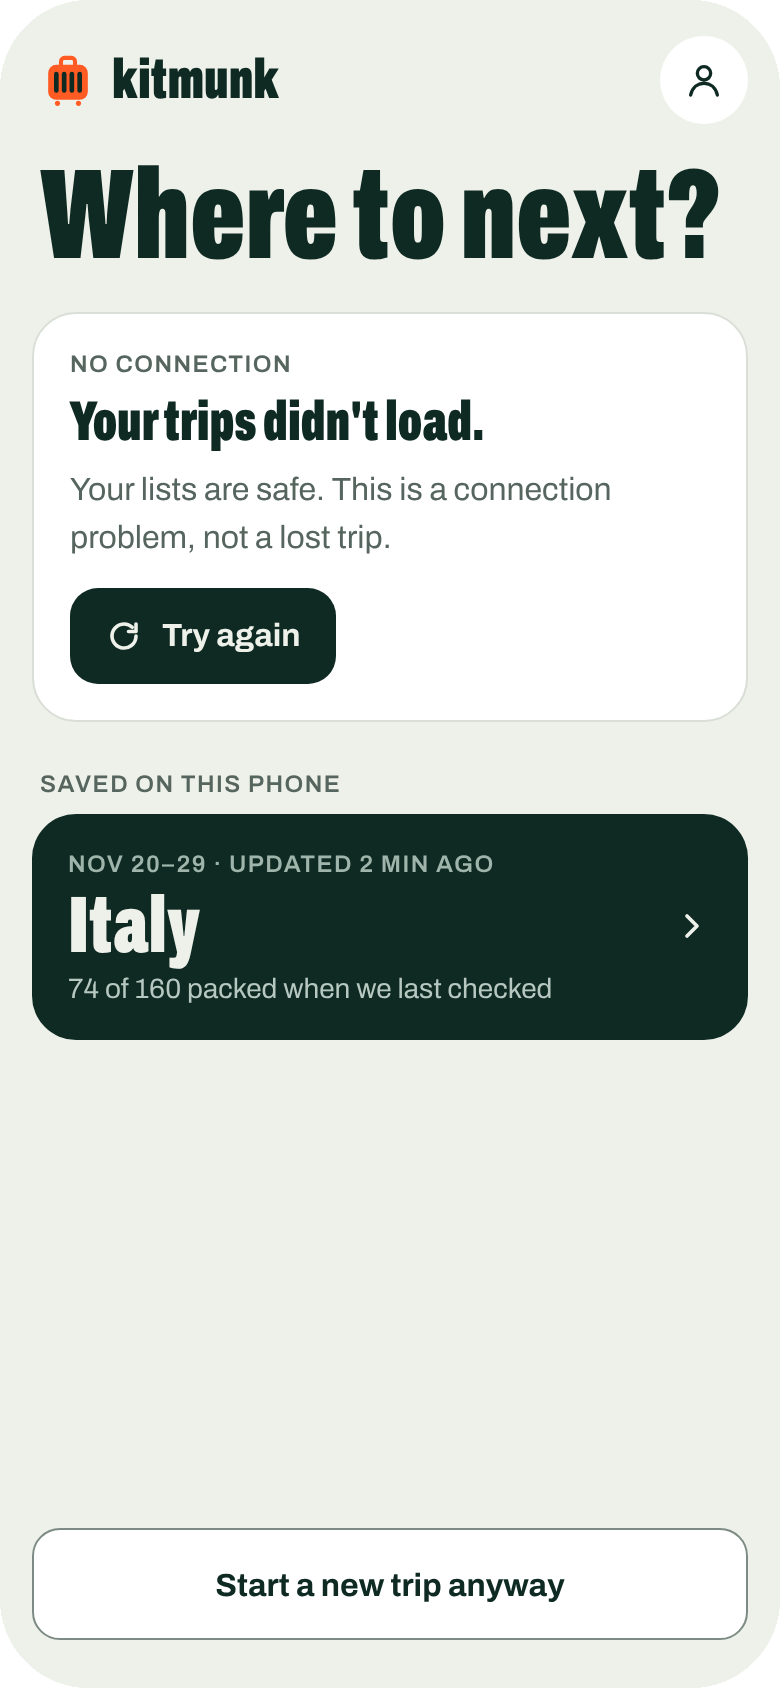 kitmunk
Where to next?
NO CONNECTION
Your trips didn't load.
Your lists are safe. This is a connection
problem, not a lost trip.
Try again
SAVED ON THIS PHONE
NOV 20–29 · UPDATED 2 MIN AGO
Italy
74 of 160 packed when we last checked
Start a new trip anyway